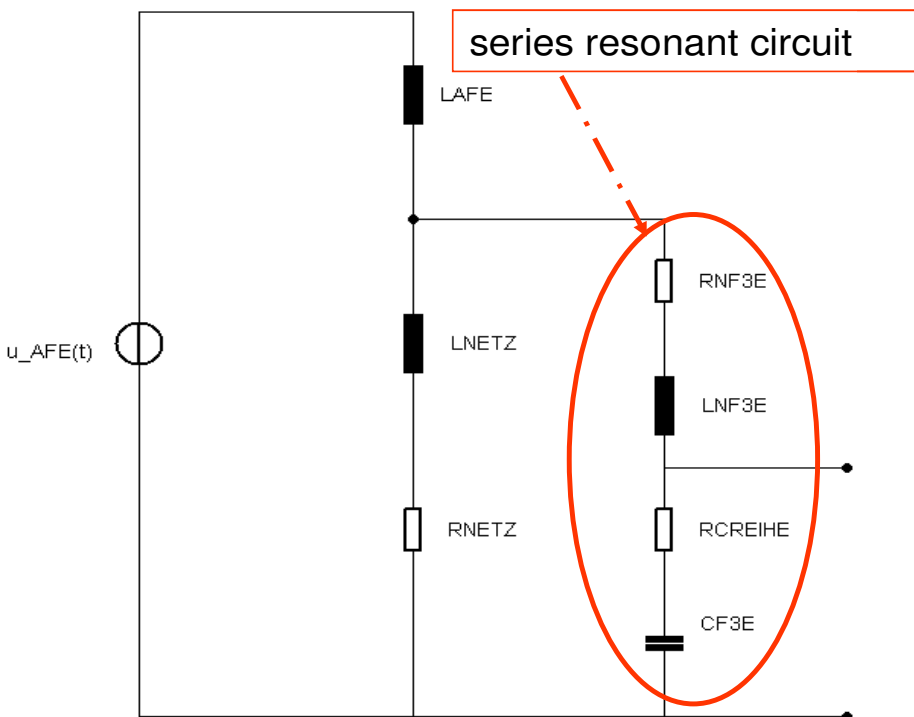 series resonant circuit
LAFE
RNF3E
u_AFE(t)
LNETZ
LNF3E
RNETZ
RCREIHE
CF3E